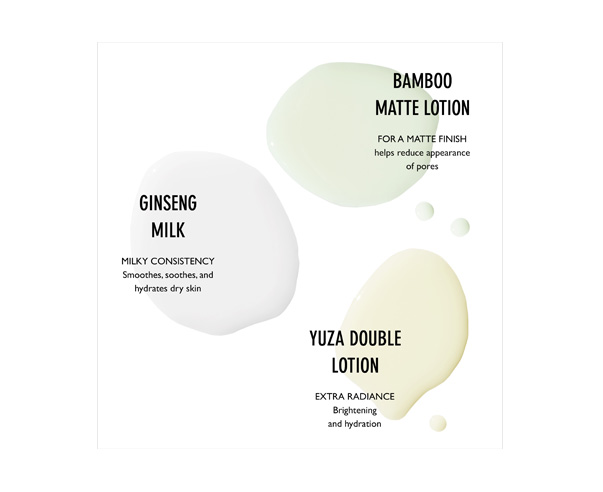 BAMBOO
MATTE LOTION
FOR A MATTE FINISH
helps reduce appearance
of pores
GINSENG
MILK
MILKY CONSISTENCY
Smoothes, soothes, and
hydrates dry skin
YUZA DOUBLE
LOTION
EXTRA RADIANCE
Brightening
and hydration